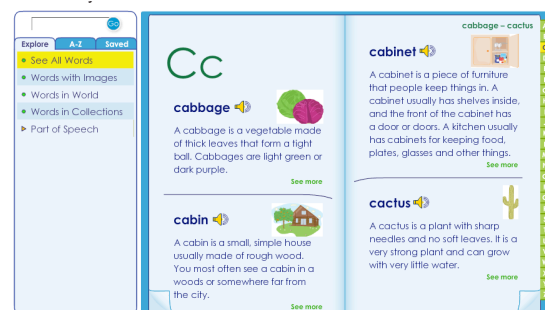 Go
Explore
A-Z
Saved
See All Words
Words with Images
Words in World
Words in Collections
Part of Speech
Cc
cabbage
A cabbage is a vegetable made
of thick leaves that form a tight
ball. Cabbages are light green or
dark purple.
See more
cabin
A cabin is a small, simple house
usually made of rough wood.
You most often see a cabin in a
woods or somewhere far from
the city.
See more
cabbage – cactus
cabinet
A cabinet is a piece of furniture
that people keep things in. A
cabinet usually has shelves inside,
and the front of the cabinet has
a door or doors. A kitchen usually
has cabinets for keeping food,
plates, glasses and other things.
See more
cactus
A cactus is a plant with sharp
needles and no soft leaves. It is a
very strong plant and can grow
with very little water.
See more